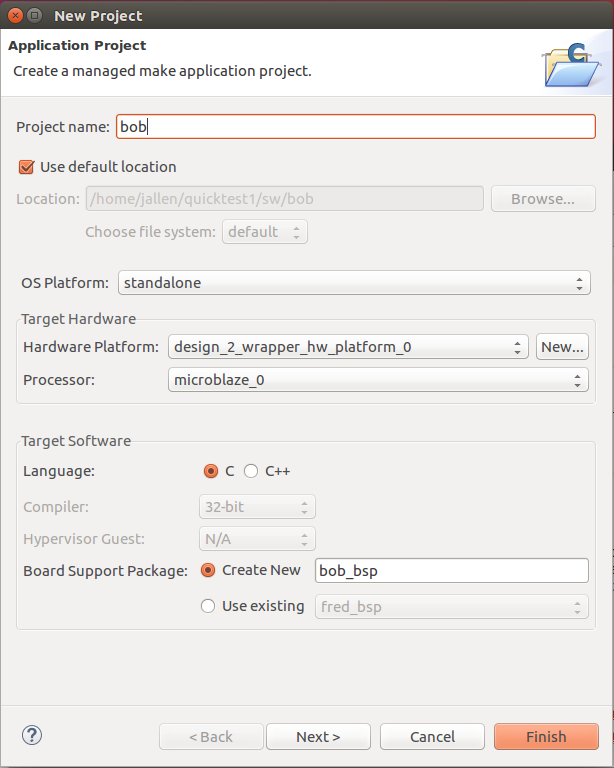 New Project
Application Project
Create a managed make application project.
Project name: bob
Use default location
Location: /home/jallen/quicktest1/sw/bob Browse...
Choose file system: default
OS Platform: standalone
Target Hardware
Hardware Platform: design_2_wrapper_hw_platform_0 New...
Processor: microblaze_0
Target Software
Language: C C++
Compiler: 32-bit
Hypervisor Guest: N/A
Board Support Package: Create New bob_bsp
Use existing fred_bsp
? < Back Next > Cancel Finish